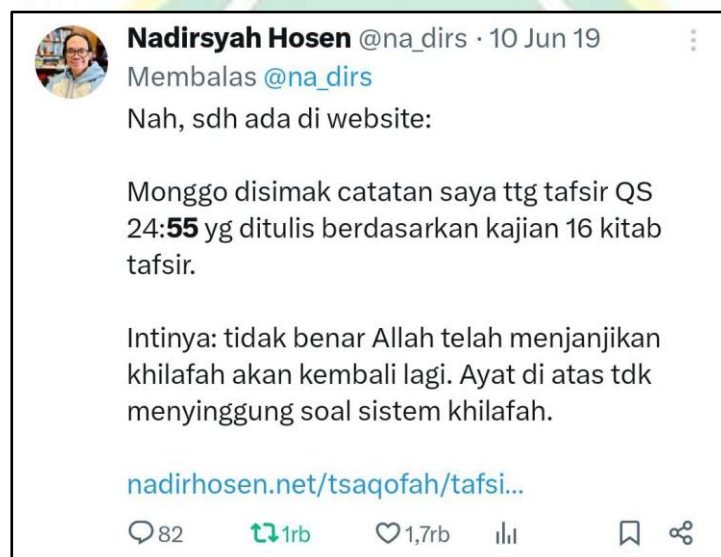 Nadirsyah Hosen @na_dirs · 10 Jun 19
Membalas @na_dirs
Nah, sdh ada di website:
Monggo disimak catatan saya ttg tafsir QS
24:55 yg ditulis berdasarkan kajian 16 kitab
tafsir.
Intinya: tidak benar Allah telah menjanjikan
khilafah akan kembali lagi. Ayat di atas tdk
menyinggung soal sistem khilafah.
nadirhosen.net/tsaqofah/tafsi...
82 1rb 1,7rb